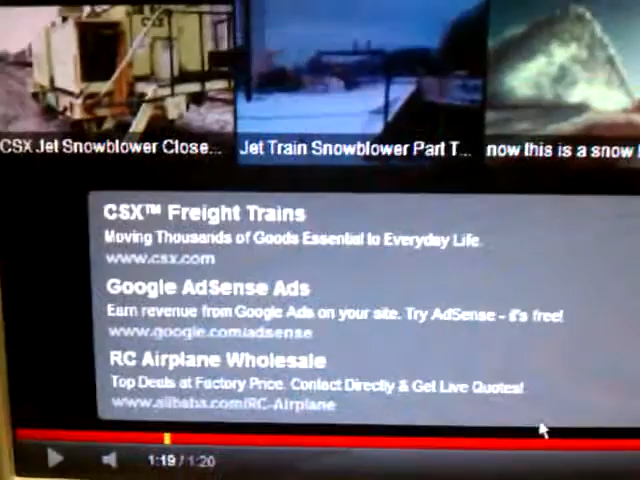 CSX
CSX Jet Snowblower Close...
Jet Train Snowblower Part T...
now this is a snow
CSX™ Freight Trains
Moving Thousands of Goods Essential to Everyday Life.
www.csx.com
Google AdSense Ads
Earn revenue from Google Ads on your site. Try AdSense - it's free!
www.google.com/adsense
RC Airplane Wholesale
Top Deals at Factory Price. Contact Directly & Get Live Quotes!
www.alibaba.com/RC-Airplane
1:19 / 1:20